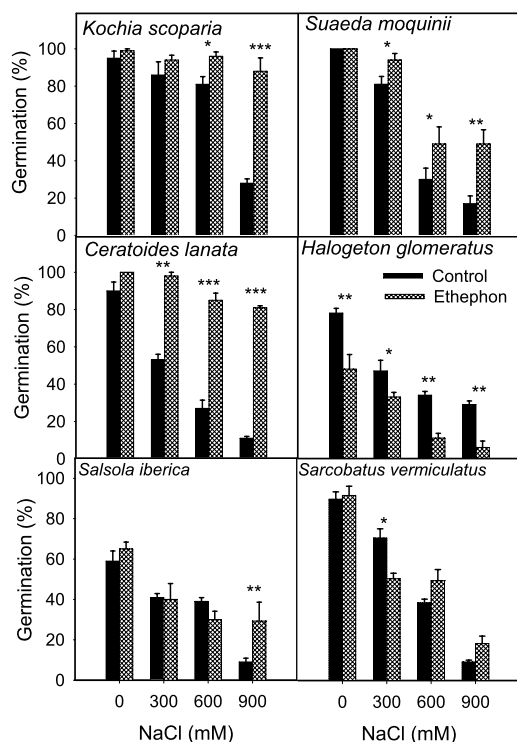 Kochia scoparia
Suaeda moquinii
Germination (%)
100
80
60
40
20
0
* ***
* * **
Ceratoides lanata
Halogeton glomeratus
Control
Ethephon
Germination (%)
100
80
60
40
20
0
** *** ***
** * ** **
Salsola iberica
Sarcobatus vermiculatus
Germination (%)
100
80
60
40
20
0
**
*
0 300 600 900
0 300 600 900
NaCl (mM)
NaCl (mM)